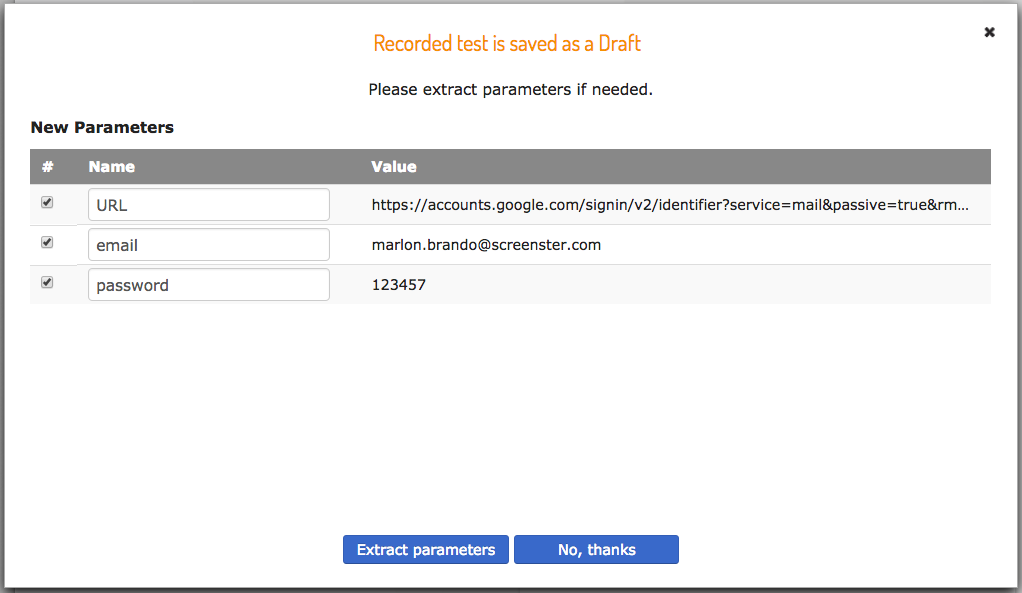 Recorded test is saved as a Draft
Please extract parameters if needed.
New Parameters
# Name Value
URL https://accounts.google.com/signin/v2/identifier?service=mail&passive=true&rm...
email marlon.brando@screenster.com
password 123457
Extract parameters No, thanks